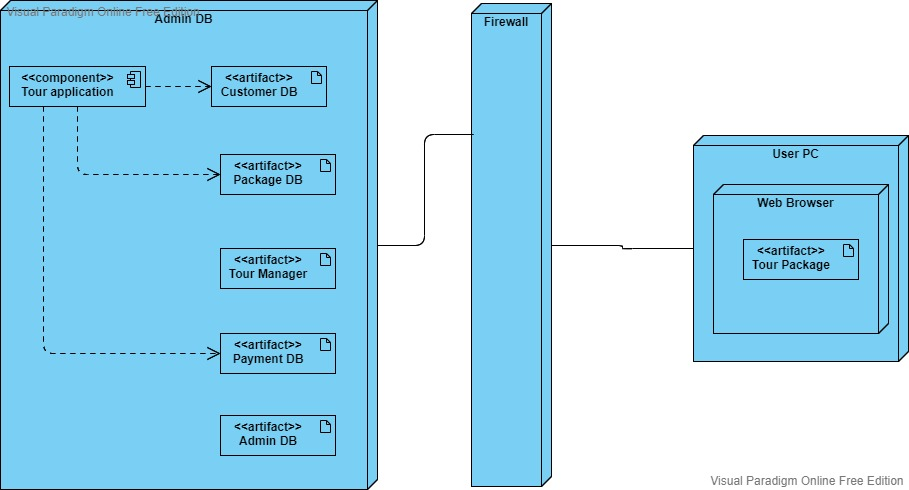 Visual Paradigm Online Free Edition
Admin DB
<<component>>
Tour application
<<artifact>>
Customer DB
<<artifact>>
Package DB
<<artifact>>
Tour Manager
<<artifact>>
Payment DB
<<artifact>>
Admin DB
Firewall
User PC
Web Browser
<<artifact>>
Tour Package
Visual Paradigm Online Free Edition